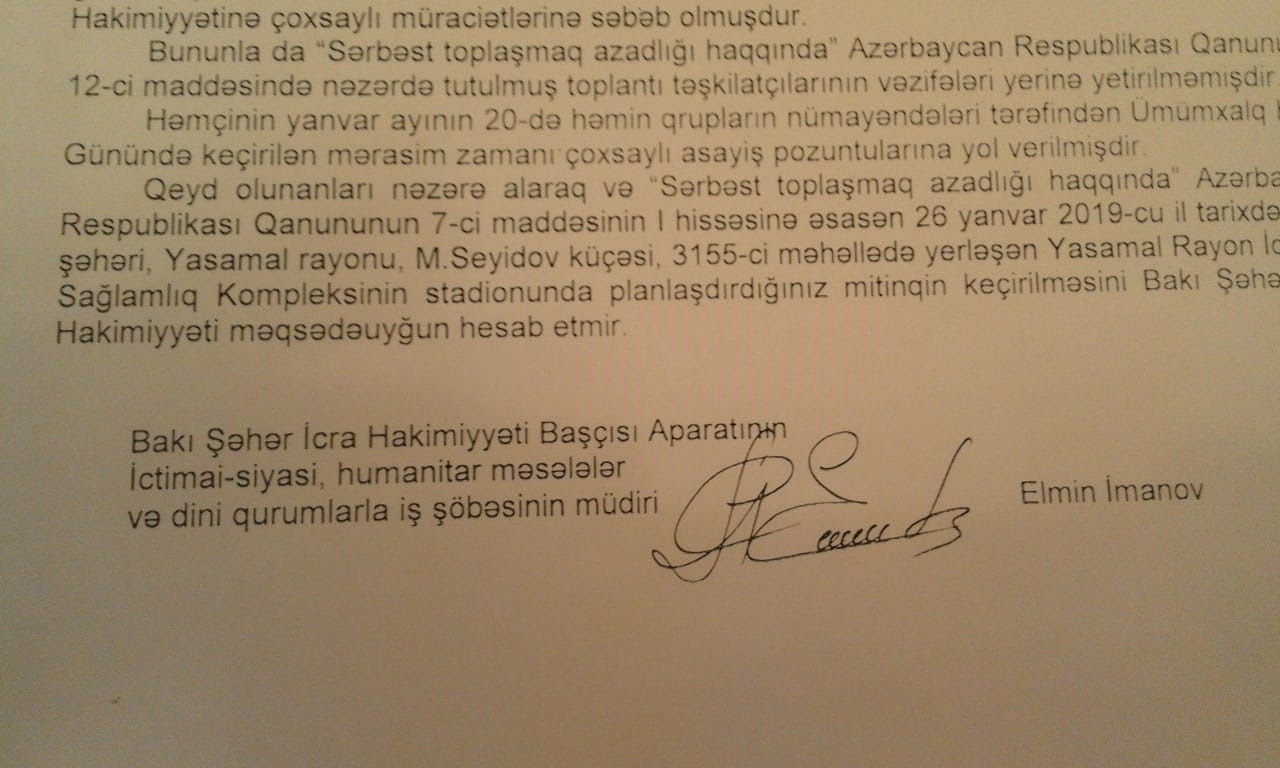 Hakimiyyətinə çoxsaylı müraciətlərinə səbəb olmuşdur.
Bununla da “Sərbəst toplaşmaq azadlığı haqqında” Azərbaycan Respublikası Qanunu
12-ci maddəsində nəzərdə tutulmuş toplantı təşkilatçılarının vəzifələri yerinə yetirilməmişdir.
Həmçinin yanvar ayının 20-də həmin qrupların nümayəndələri tərəfindən Ümümxalq
Günündə keçirilən mərasim zamanı çoxsaylı asayiş pozuntularına yol verilmişdir.
Qeyd olunanları nəzərə alaraq və “Sərbəst toplaşmaq azadlığı haqqında” Azərba
Respublikası Qanununun 7-ci maddəsinin I hissəsinə əsasən 26 yanvar 2019-cu il tarixdə
şəhəri, Yasamal rayonu, M.Seyidov küçəsi, 3155-ci məhəllədə yerləşən Yasamal Rayon
Sağlamlıq Kompleksinin stadionunda planlaşdırdığınız mitinqin keçirilməsini Bakı Şəhə
Hakimiyyəti məqsədəuyğun hesab etmir.
Bakı Şəhər İcra Hakimiyyəti Başçısı Aparatının
İctimai-siyasi, humanitar məsələlər
və dini qurumlarla iş şöbəsinin müdiri
Elmin İmanov